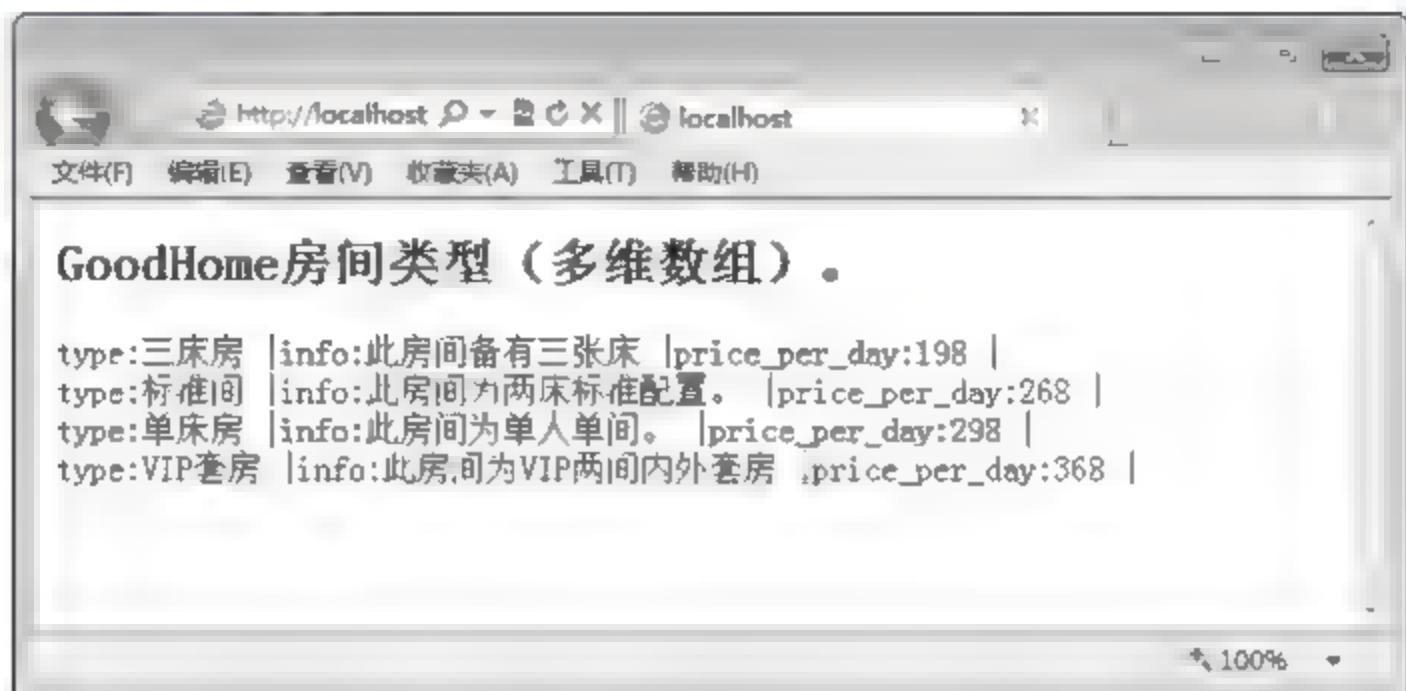 http://localhost localhost
文件(F) 编辑(E) 查看(V) 收藏夹(A) 工具(T) 帮助(H)
GoodHome房间类型（多维数组）。
type:三床房 |info:此房间备有三张床 |price_per_day:198 |
type:标准间 |info:此房间为两床标准配置。 |price_per_day:268 |
type:单床房 |info:此房间为单人单间。 |price_per_day:298 |
type:VIP套房 |info:此房间为VIP两间内外套房 |price_per_day:368 |
100%